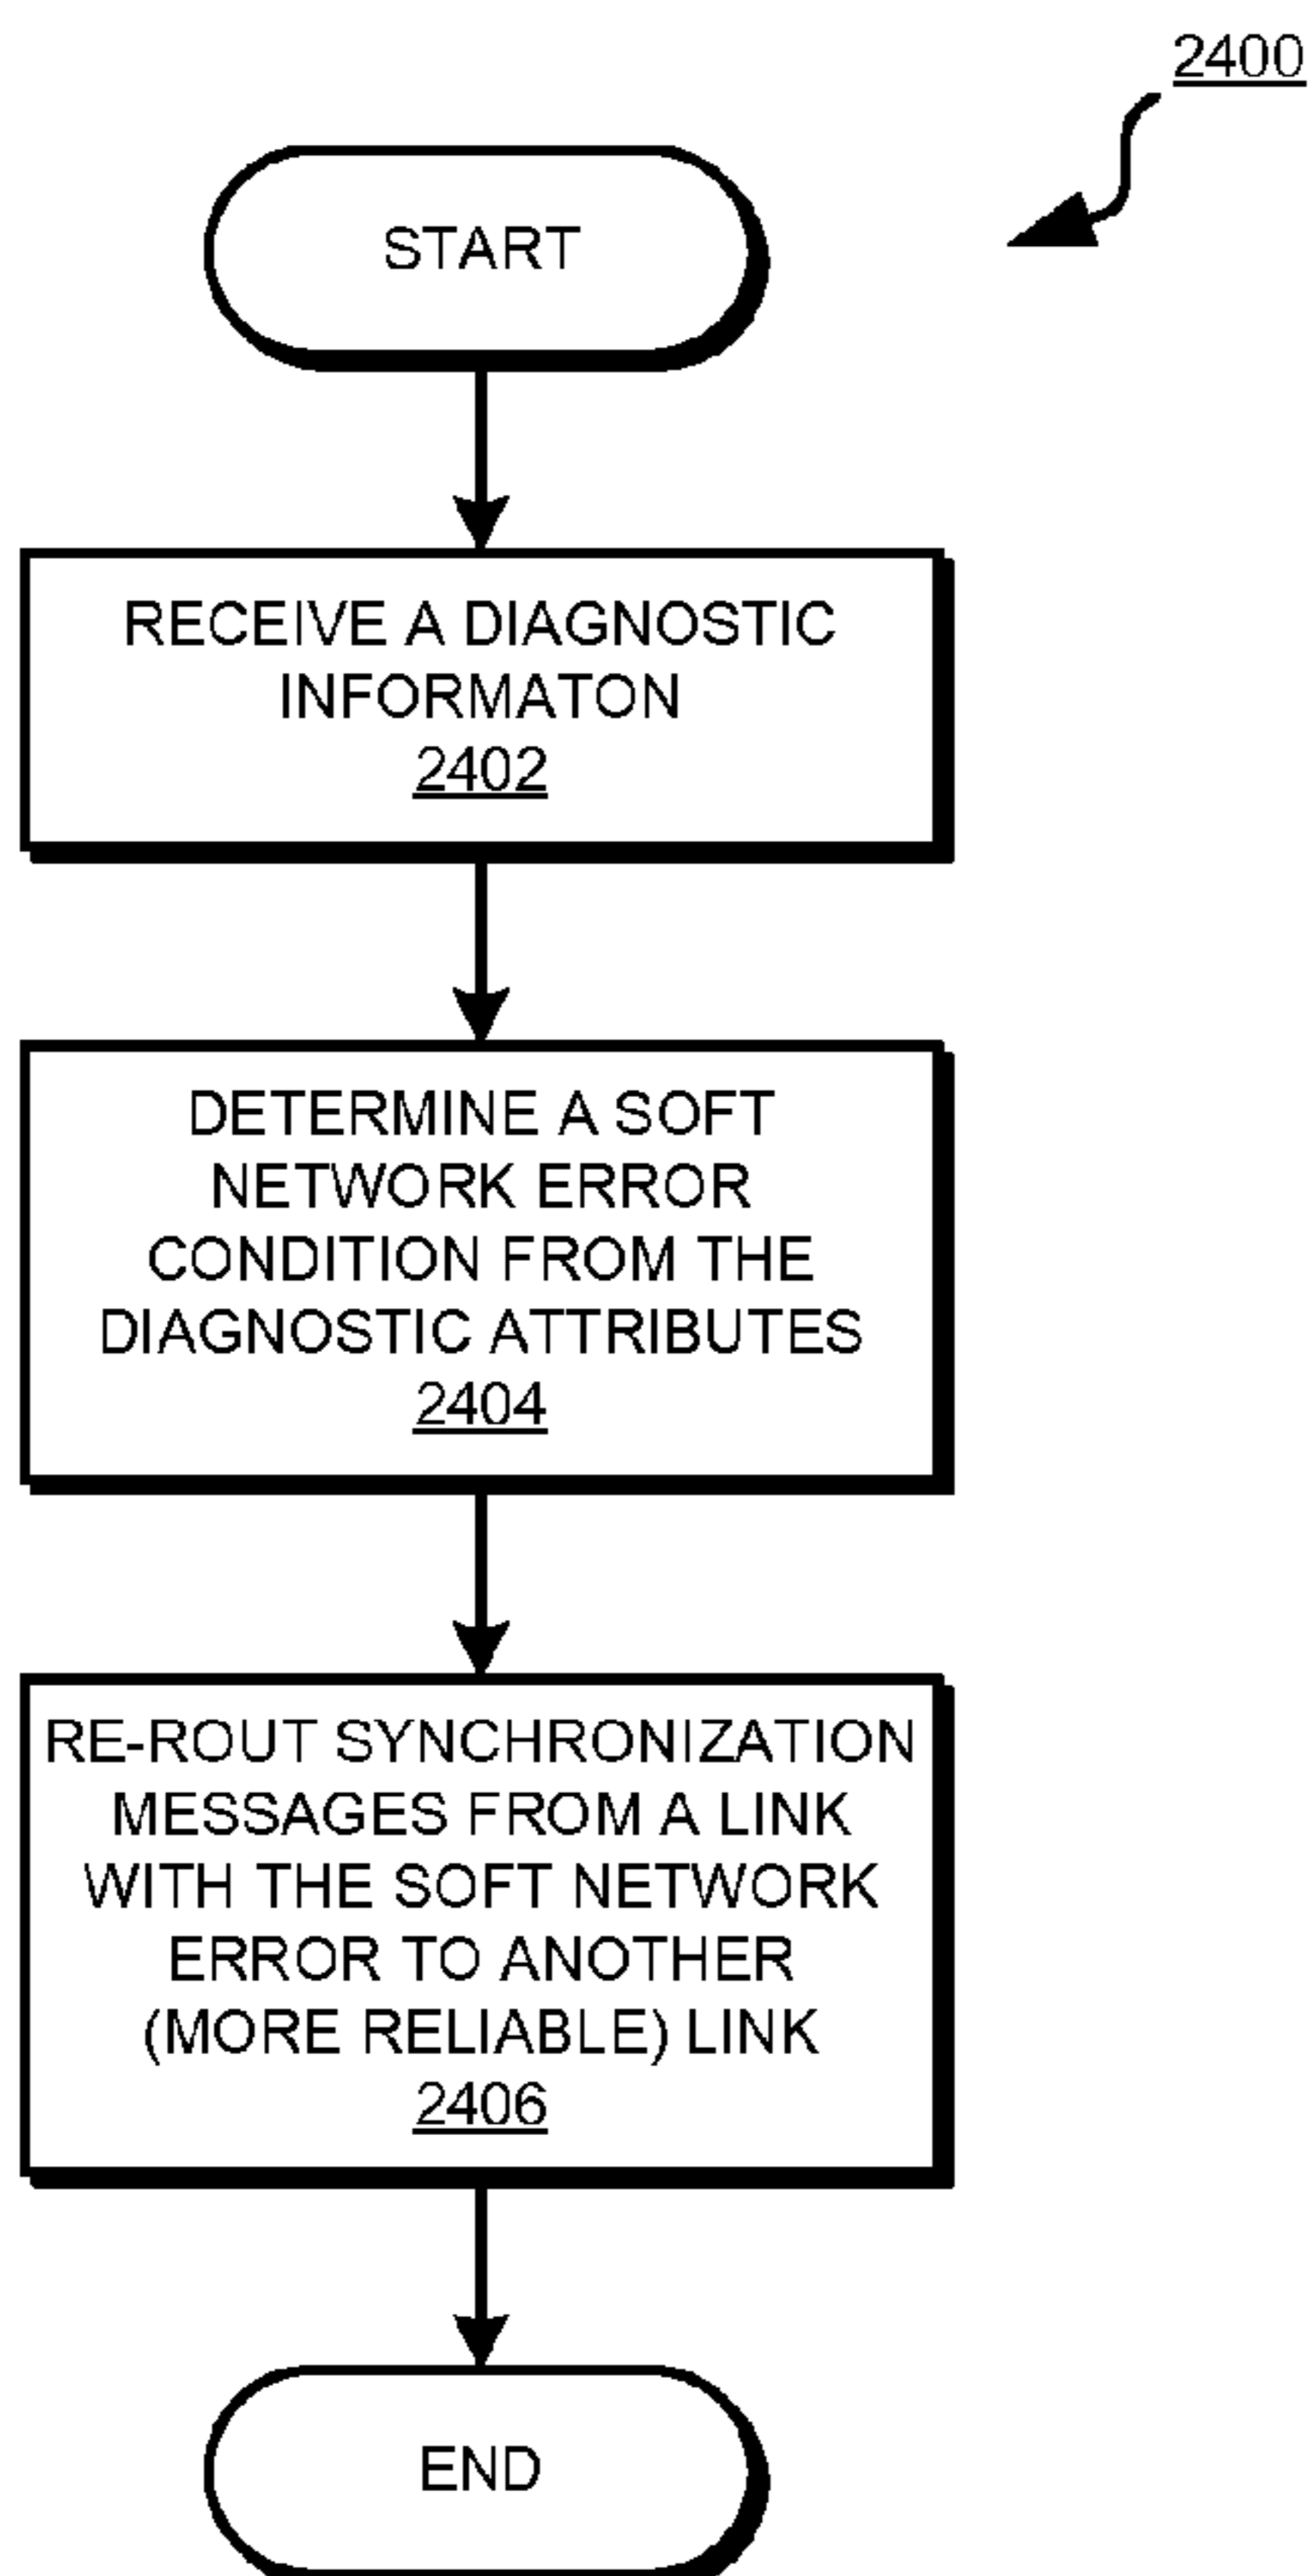 2400
START
RECEIVE A DIAGNOSTIC
INFORMATON
2402
DETERMINE A SOFT
NETWORK ERROR
CONDITION FROM THE
DIAGNOSTIC ATTRIBUTES
2404
RE-ROUT SYNCHRONIZATION
MESSAGES FROM A LINK
WITH THE SOFT NETWORK
ERROR TO ANOTHER
(MORE RELIABLE) LINK
2406
END